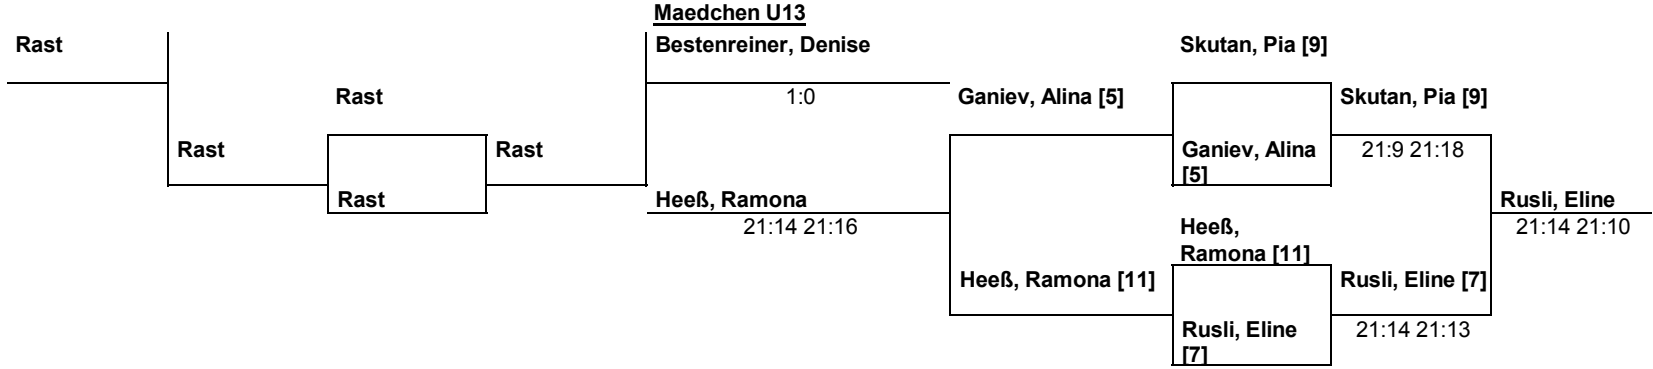 Maedchen U13
Rast
Bestenreiner, Denise
Skutan, Pia [9]
Rast
1:0
Ganiev, Alina [5]
Skutan, Pia [9]
Rast
Rast
Ganiev, Alina
[5]
21:9 21:18
Rast
Heeß, Ramona
Rusli, Eline
21:14 21:16
Heeß,
Ramona [11]
21:14 21:10
Heeß, Ramona [11]
Rusli, Eline [7]
Rusli, Eline
[7]
21:14 21:13